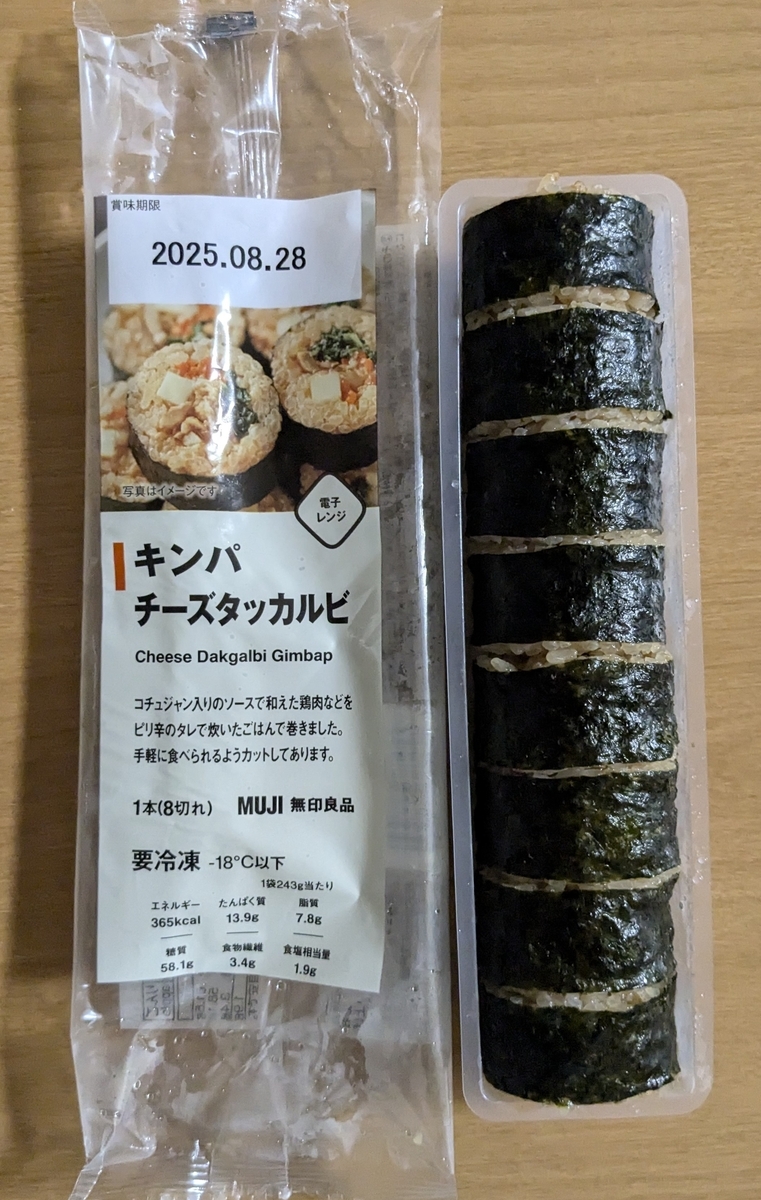 賞味期限
2025.08.28
写真はイメージです
電子
レンジ
キンパ
チーズタッカルビ
Cheese Dakgalbi Gimbap
コチュジャン入りのソースで和えた鶏肉などを
ピリ辛のタレで炊いたごはんで巻きました。
手軽に食べられるようカットしてあります。
1本(8切れ) MUJI 無印良品
要冷凍 -18℃以下
1袋243g当たり
エネルギー たんぱく質 脂質
365kcal 13.9g 7.8g
糖質 食物繊維 食塩相当量
58.1g 3.4g 1.9g